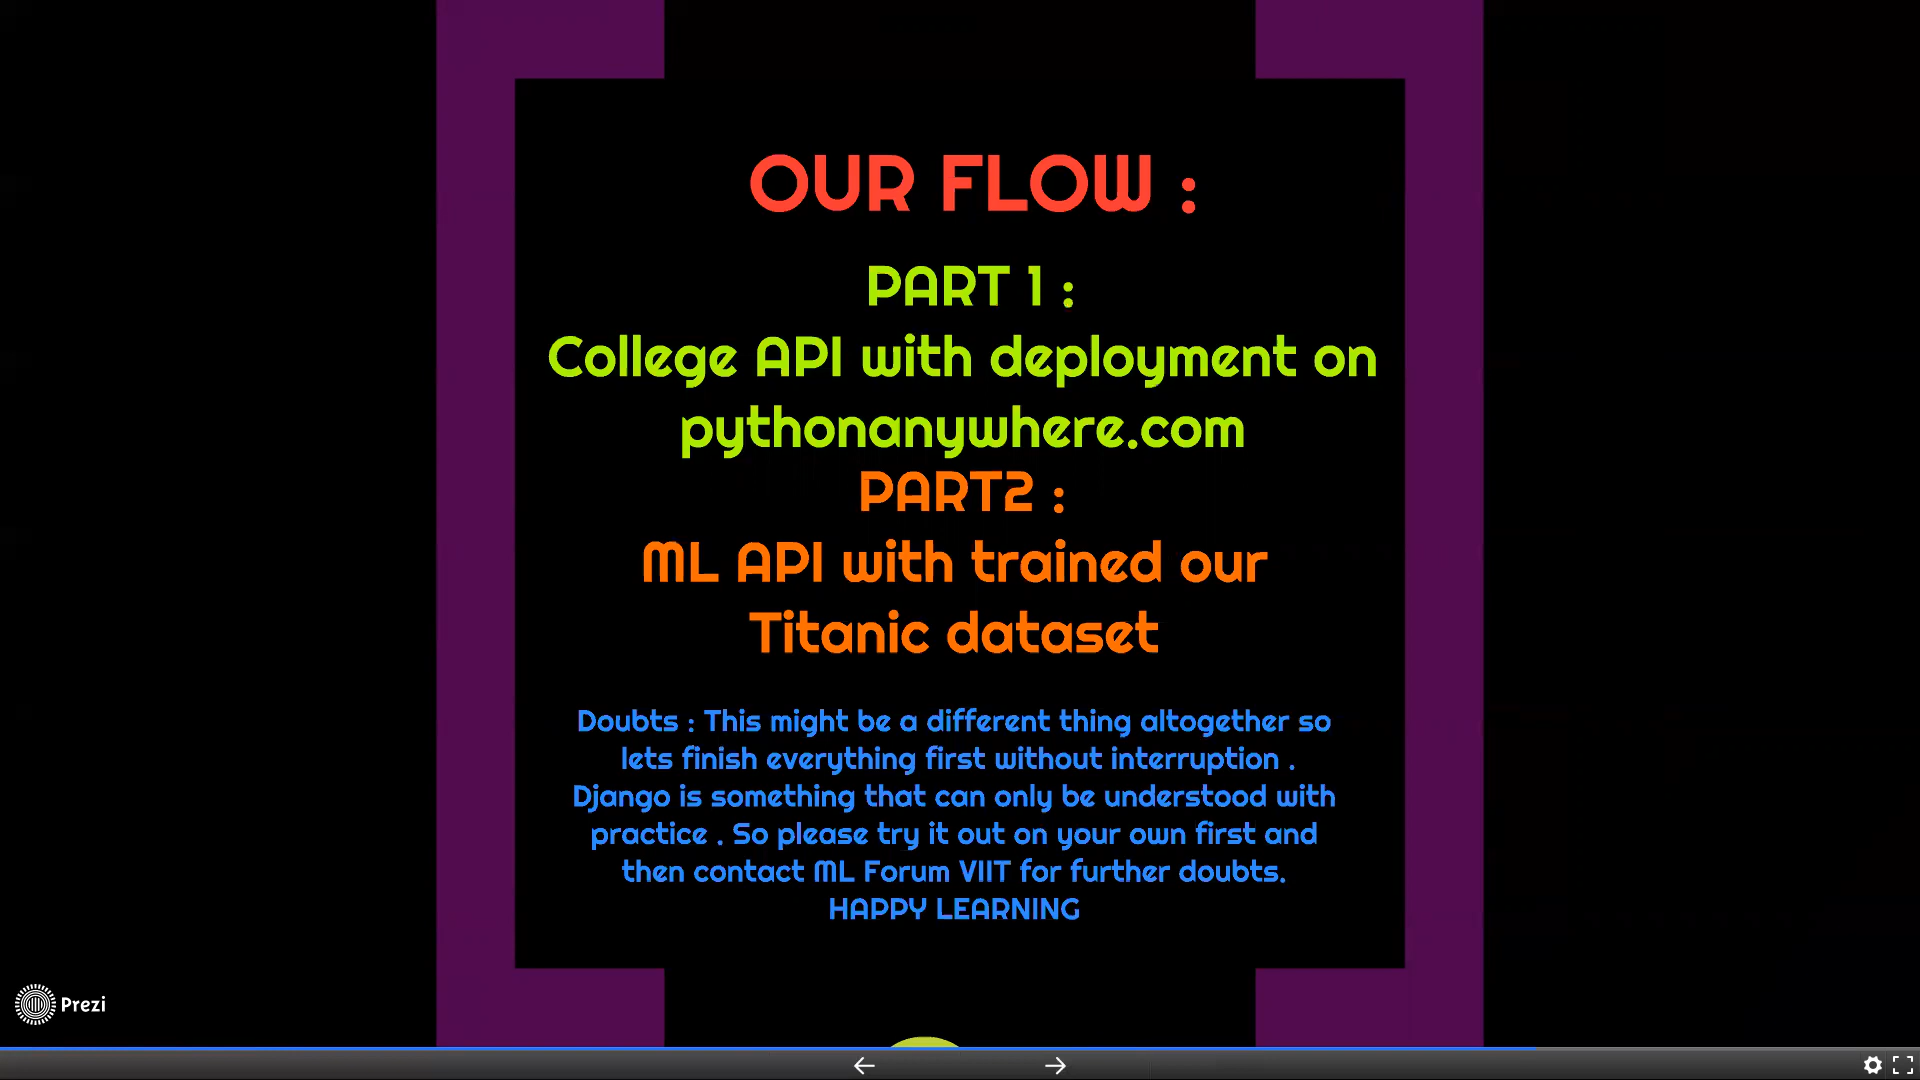 OUR FLOW :
PART 1 :
College API with deployment on
pythonanywhere.com
PART2 :
ML API with trained our
Titanic dataset
Doubts : This might be a different thing altogether so
lets finish everything first without interruption .
Django is something that can only be understood with
practice . So please try it out on your own first and
then contact ML Forum VIIT for further doubts.
HAPPY LEARNING
Prezi